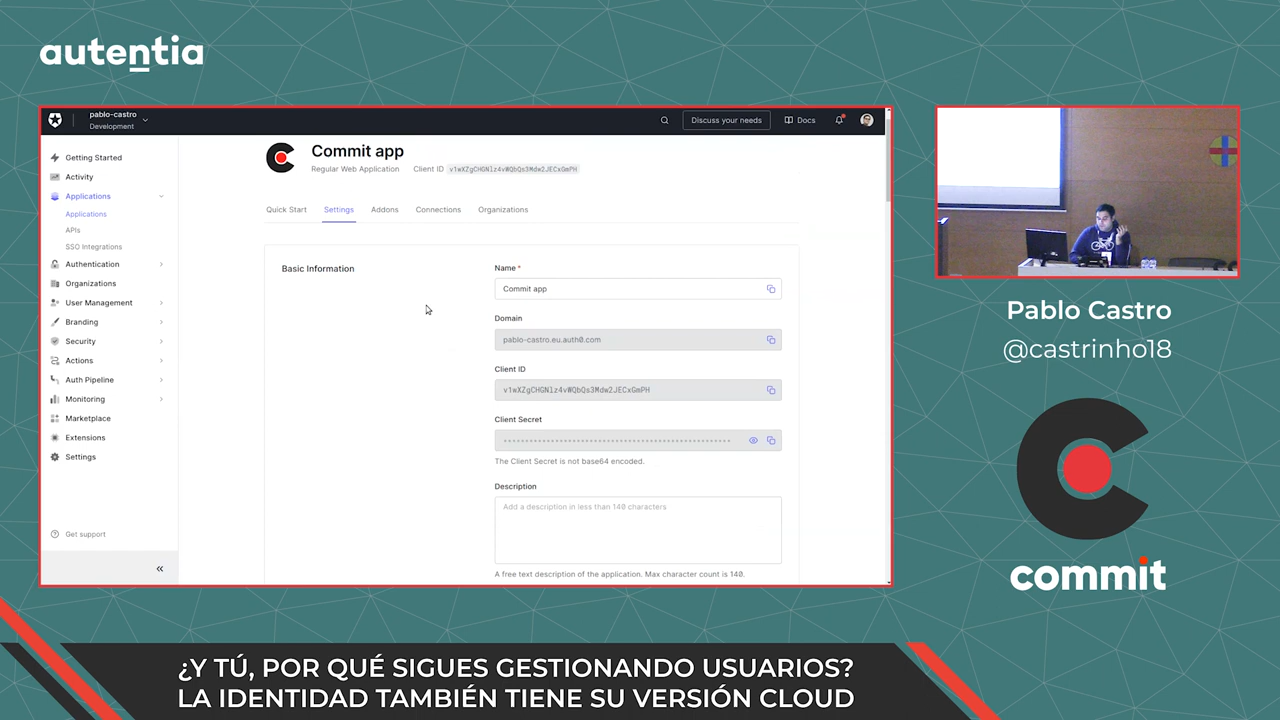 autentia
pablo-castro
Development
Discuss your needs
Docs
Getting Started
Activity
Applications
Applications
APIs
SSO Integrations
Authentication
Organizations
User Management
Branding
Security
Actions
Auth Pipeline
Monitoring
Marketplace
Extensions
Settings
Get support
Commit app
Regular Web Application
Client ID v1wXZgCHGNlz4vWQbQs3Mdw2JECxGmPH
Quick Start
Settings
Addons
Connections
Organizations
Basic Information
Name *
Commit app
Domain
pablo-castro.eu.auth0.com
Client ID
v1wXZgCHGNlz4vWQbQs3Mdw2JECxGmPH
Client Secret
The Client Secret is not base64 encoded.
Description
Add a description in less than 140 characters
A free text description of the application. Max character count is 140.
Pablo Castro
@castrinho18
commit
¿Y TÚ, POR QUÉ SIGUES GESTIONANDO USUARIOS?
LA IDENTIDAD TAMBIÉN TIENE SU VERSIÓN CLOUD